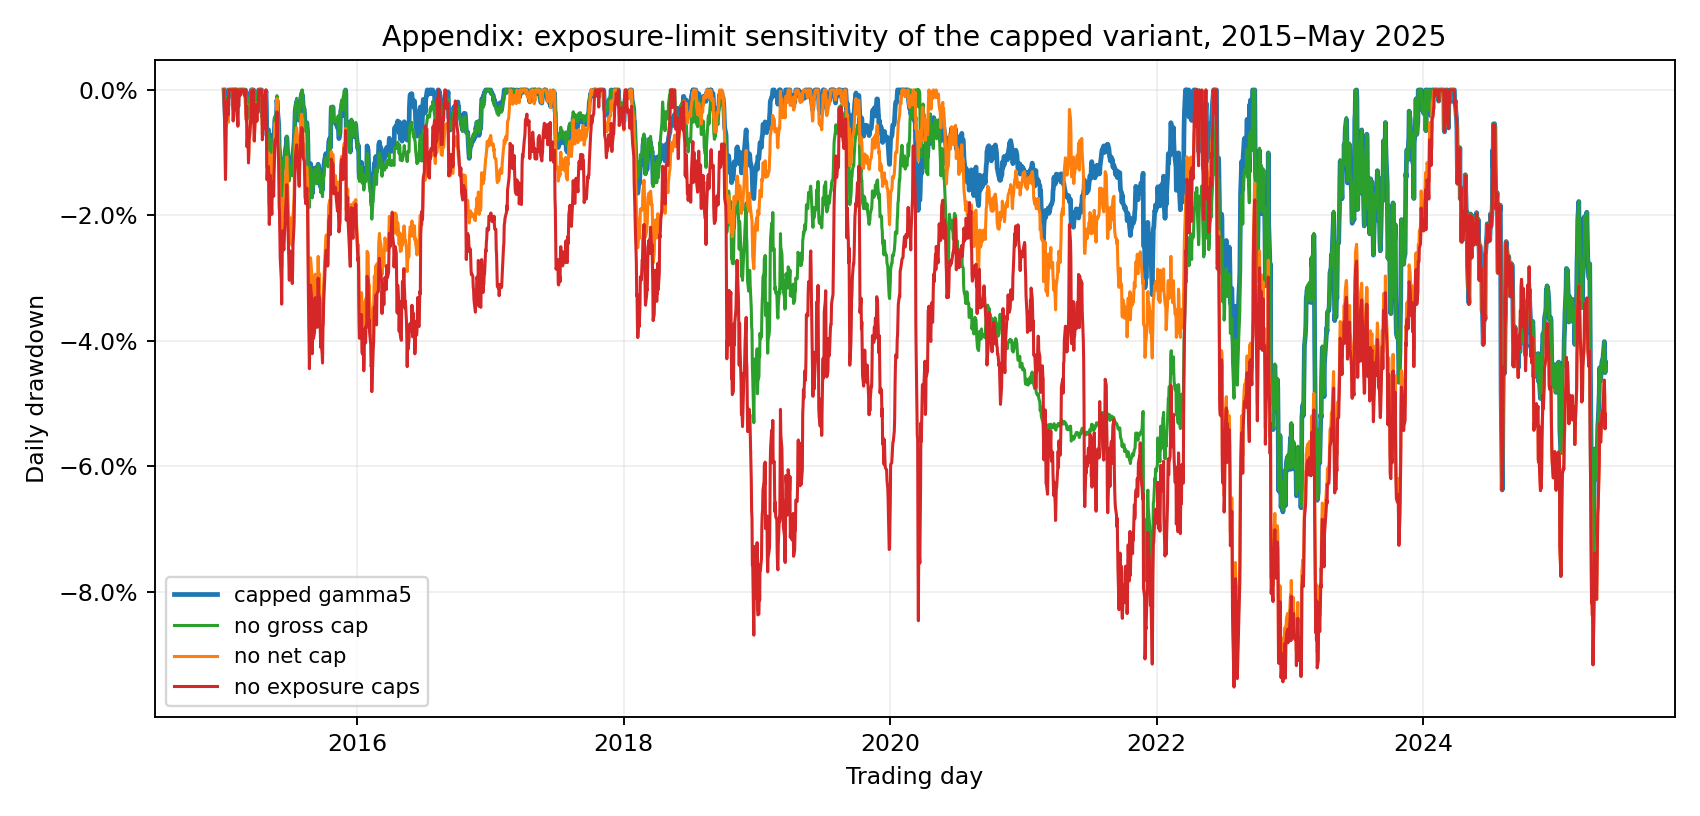 Appendix: exposure-limit sensitivity of the capped variant, 2015–May 2025
0.0%
−2.0%
−4.0%
−6.0%
−8.0%
Daily drawdown
capped gamma5
no gross cap
no net cap
no exposure caps
2016
2018
2020
2022
2024
Trading day